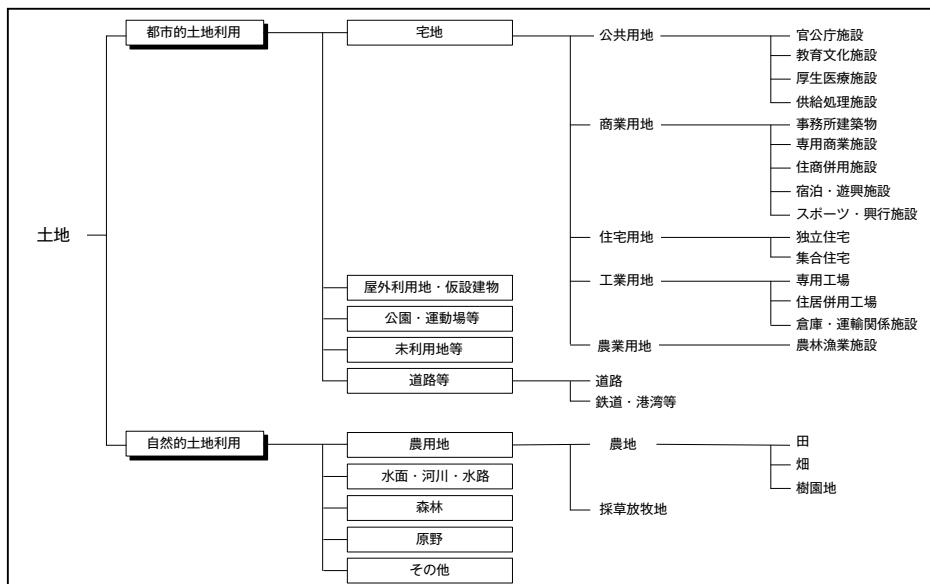 都市的土地利用
宅地
公共用地
官公庁施設
教育文化施設
厚生医療施設
供給処理施設
商業用地
事務所建築物
専用商業施設
住商併用施設
宿泊・遊興施設
スポーツ・興行施設
土地
住宅用地
独立住宅
集合住宅
屋外利用地・仮設建物
工業用地
専用工場
住居併用工場
倉庫・運輸関係施設
公園・運動場等
未利用地等
農業用地
農林漁業施設
道路等
道路
鉄道・港湾等
自然的土地利用
農用地
農地
田
畑
樹園地
水面・河川・水路
森林
採草放牧地
原野
その他